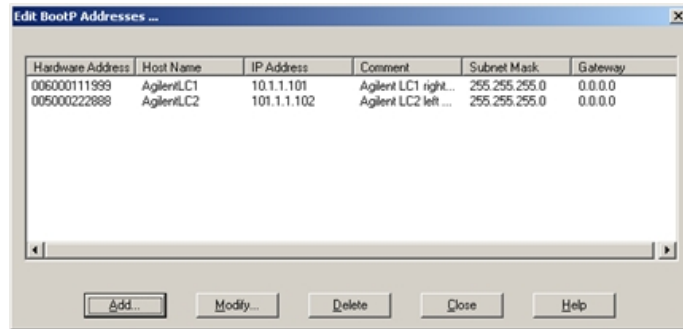 Edit BootP Addresses ...
Hardware Address Host Name IP Address Comment Subnet Mask Gateway
006000111999 AgilentLC1 10.1.1.101 Agilent LC1 right... 255.255.255.0 0.0.0.0
005000222888 AgilentLC2 101.1.1.102 Agilent LC2 left ... 255.255.255.0 0.0.0.0
Add... Modify... Delete Close Help